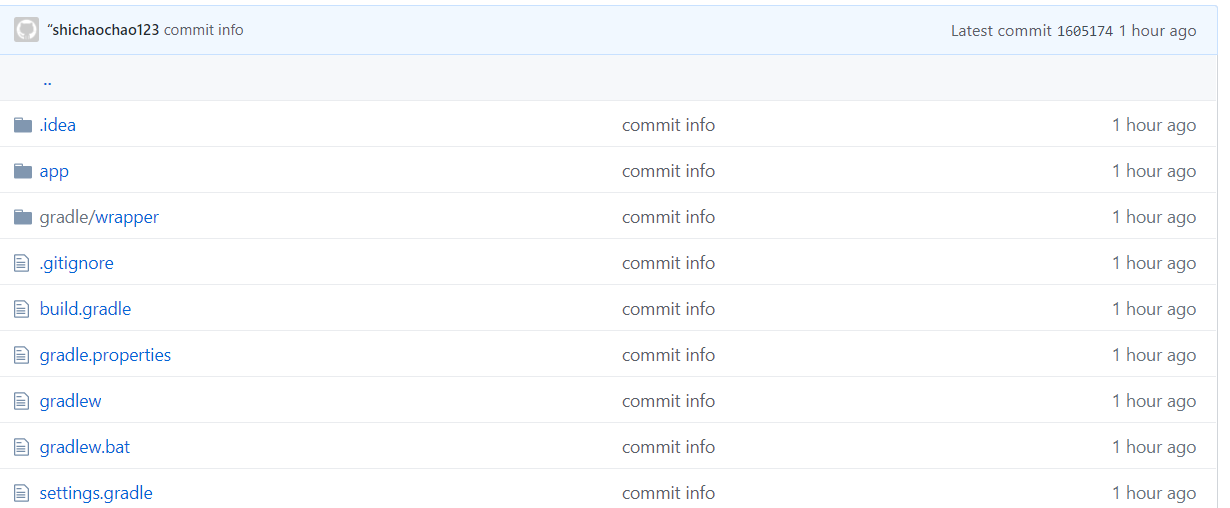 “shichaochao123 commit info Latest commit 1605174 1 hour ago
..
.idea commit info 1 hour ago
app commit info 1 hour ago
gradle/wrapper commit info 1 hour ago
.gitignore commit info 1 hour ago
build.gradle commit info 1 hour ago
gradle.properties commit info 1 hour ago
gradlew commit info 1 hour ago
gradlew.bat commit info 1 hour ago
settings.gradle commit info 1 hour ago